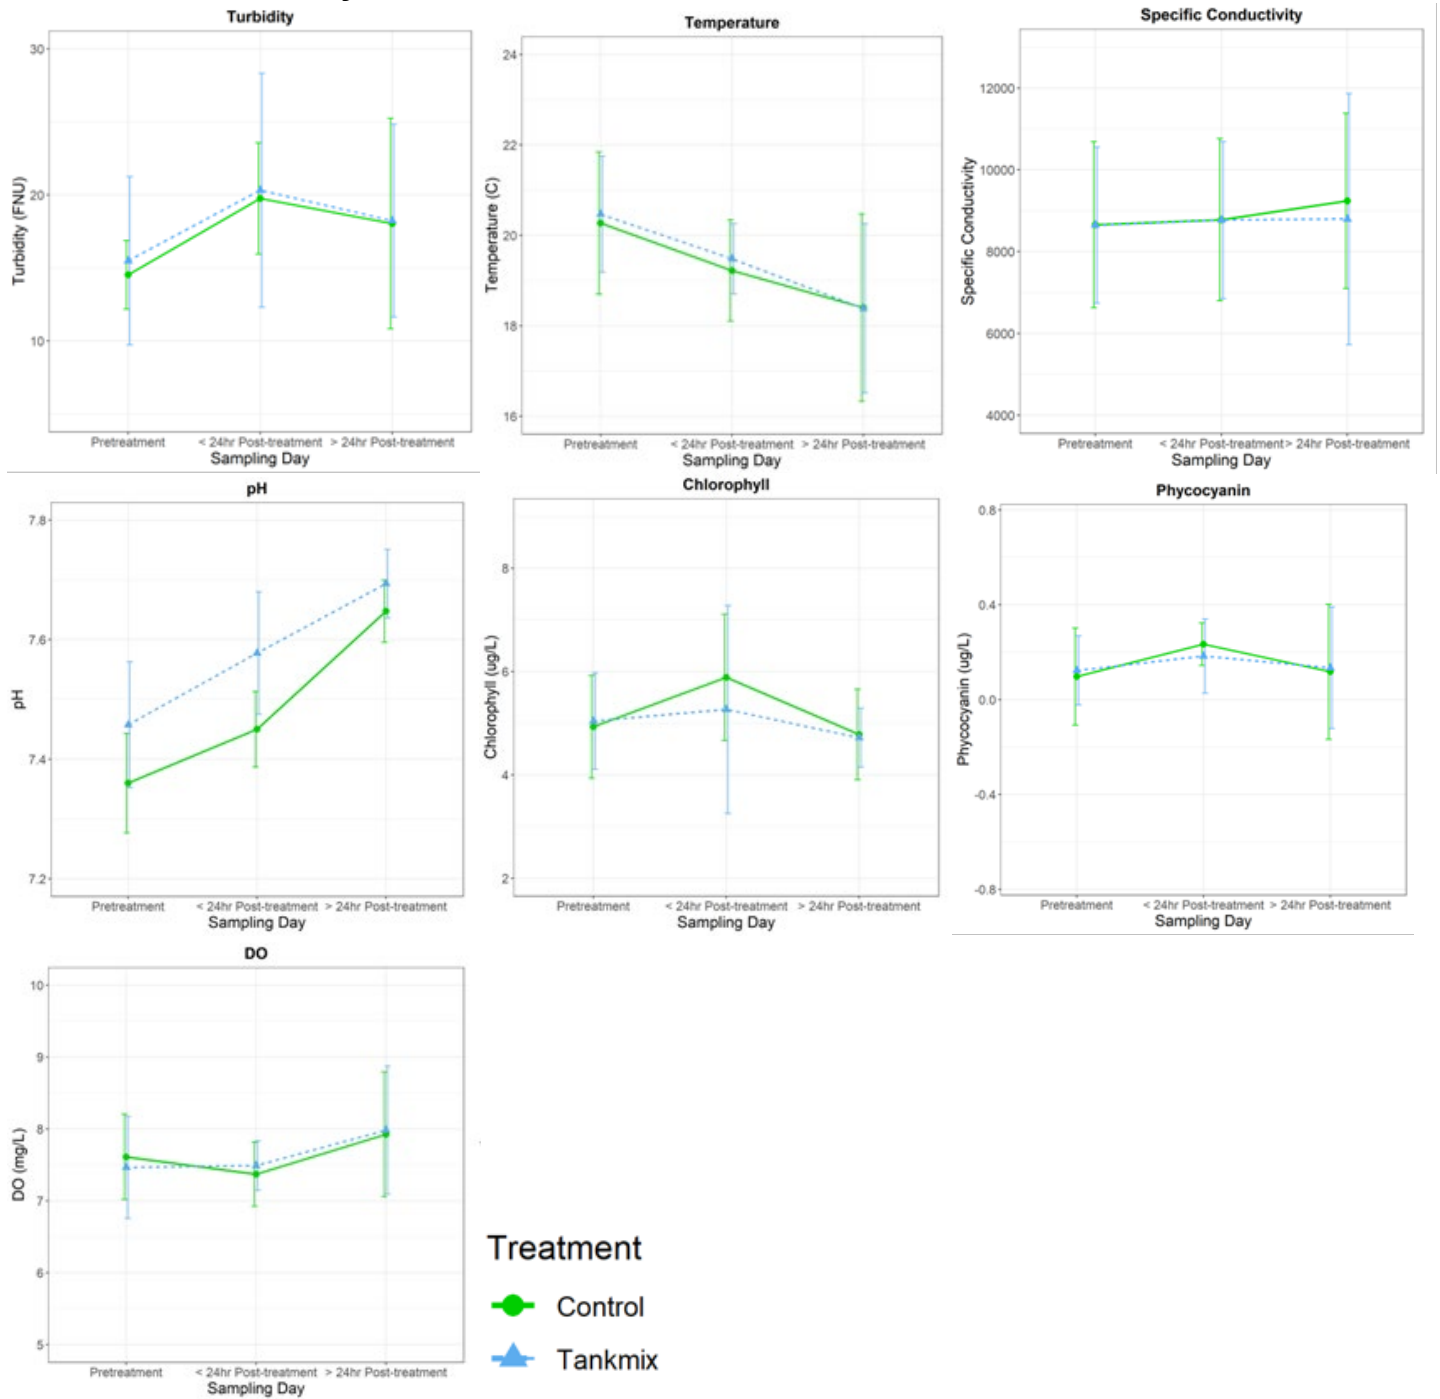 Turbidity
30
20
10
Turbidity (FNU)
Pretreatment
< 24hr Post-treatment
> 24hr Post-treatment
Sampling Day
Temperature
24
22
20
18
16
Temperature (C)
Pretreatment
< 24hr Post-treatment
> 24hr Post-treatment
Sampling Day
Specific Conductivity
12000
10000
8000
6000
4000
Specific Conductivity
Pretreatment
< 24hr Post-treatment
> 24hr Post-treatment
Sampling Day
pH
7.8
7.6
7.4
7.2
pH
Pretreatment
< 24hr Post-treatment
> 24hr Post-treatment
Sampling Day
Chlorophyll
8
6
4
2
Chlorophyll (ug/L)
Pretreatment
< 24hr Post-treatment
> 24hr Post-treatment
Sampling Day
Phycocyanin
0.8
0.4
0.0
-0.4
-0.8
Phycocyanin (ug/L)
Pretreatment
< 24hr Post-treatment
> 24hr Post-treatment
Sampling Day
DO
10
9
8
7
6
5
DO (mg/L)
Pretreatment
< 24hr Post-treatment
> 24hr Post-treatment
Sampling Day
Treatment
Control
Tankmix